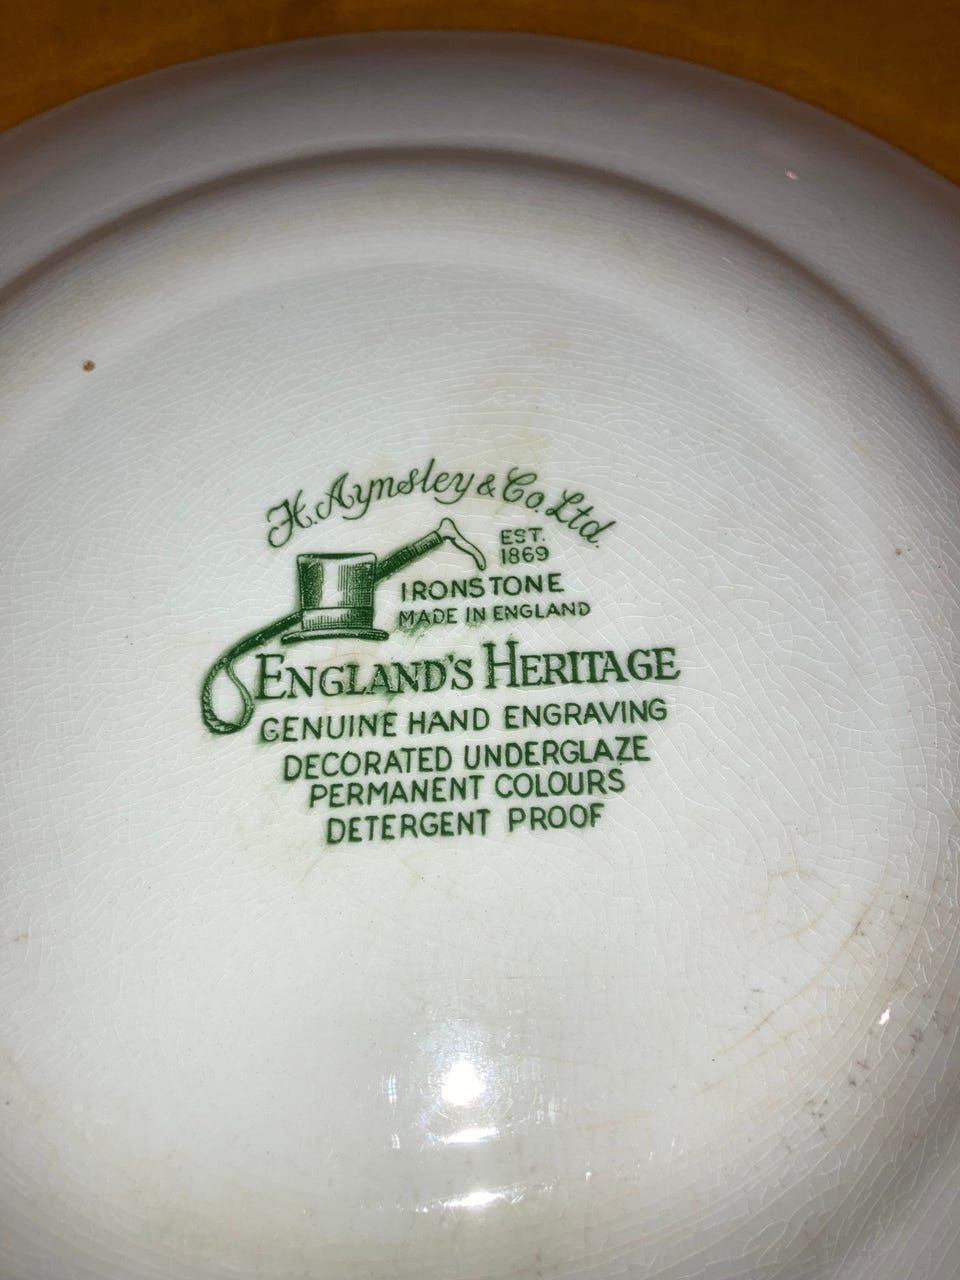 H. Aynsley & Co. Ltd.
EST.
1869
IRONSTONE
MADE IN ENGLAND
ENGLAND'S HERITAGE
GENUINE HAND ENGRAVING
DECORATED UNDERGLAZE
PERMANENT COLOURS
DETERGENT PROOF